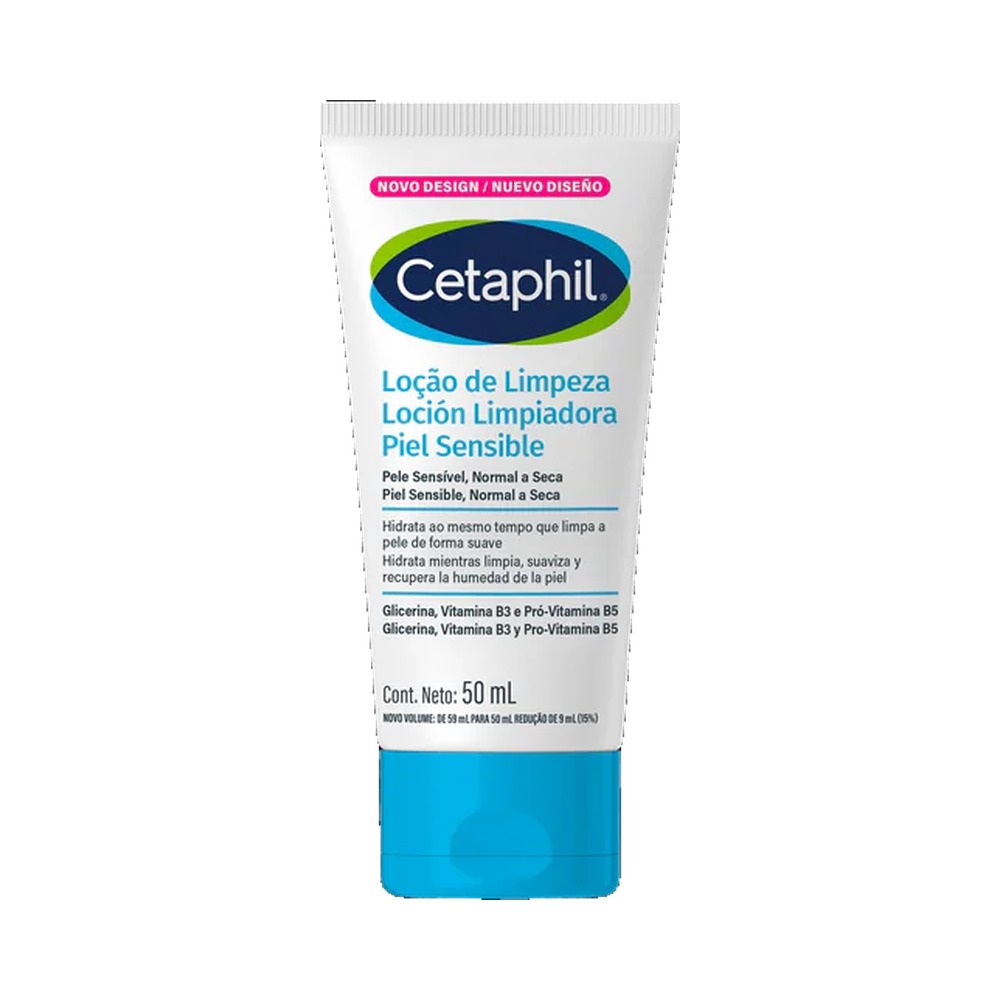 NOVO DESIGN / NUEVO DISEÑO
Cetaphil®
Loção de Limpeza
Loción Limpiadora
Piel Sensible
Pele Sensível, Normal a Seca
Piel Sensible, Normal a Seca
Hidrata ao mesmo tempo que limpa a
pele de forma suave
Hidrata mientras limpia, suaviza y
recupera la humedad de la piel
Glicerina, Vitamina B3 e Pró-Vitamina B5
Glicerina, Vitamina B3 y Pro-Vitamina B5
Cont. Neto: 50 mL
NOVO VOLUME: DE 59 mL PARA 50 mL REDUÇÃO DE 9 mL (15%)